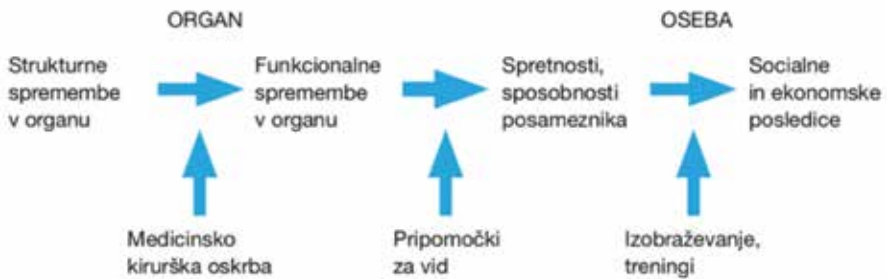 ORGAN
OSEBA
Strukturne
spremembe
v organu
Funkcionalne
spremembe
v organu
Spretnosti,
sposobnosti
posameznika
Socialne
in ekonomske
posledice
Medicinsko
kirurška oskrba
Pripomočki
za vid
Izobraževanje,
treningi